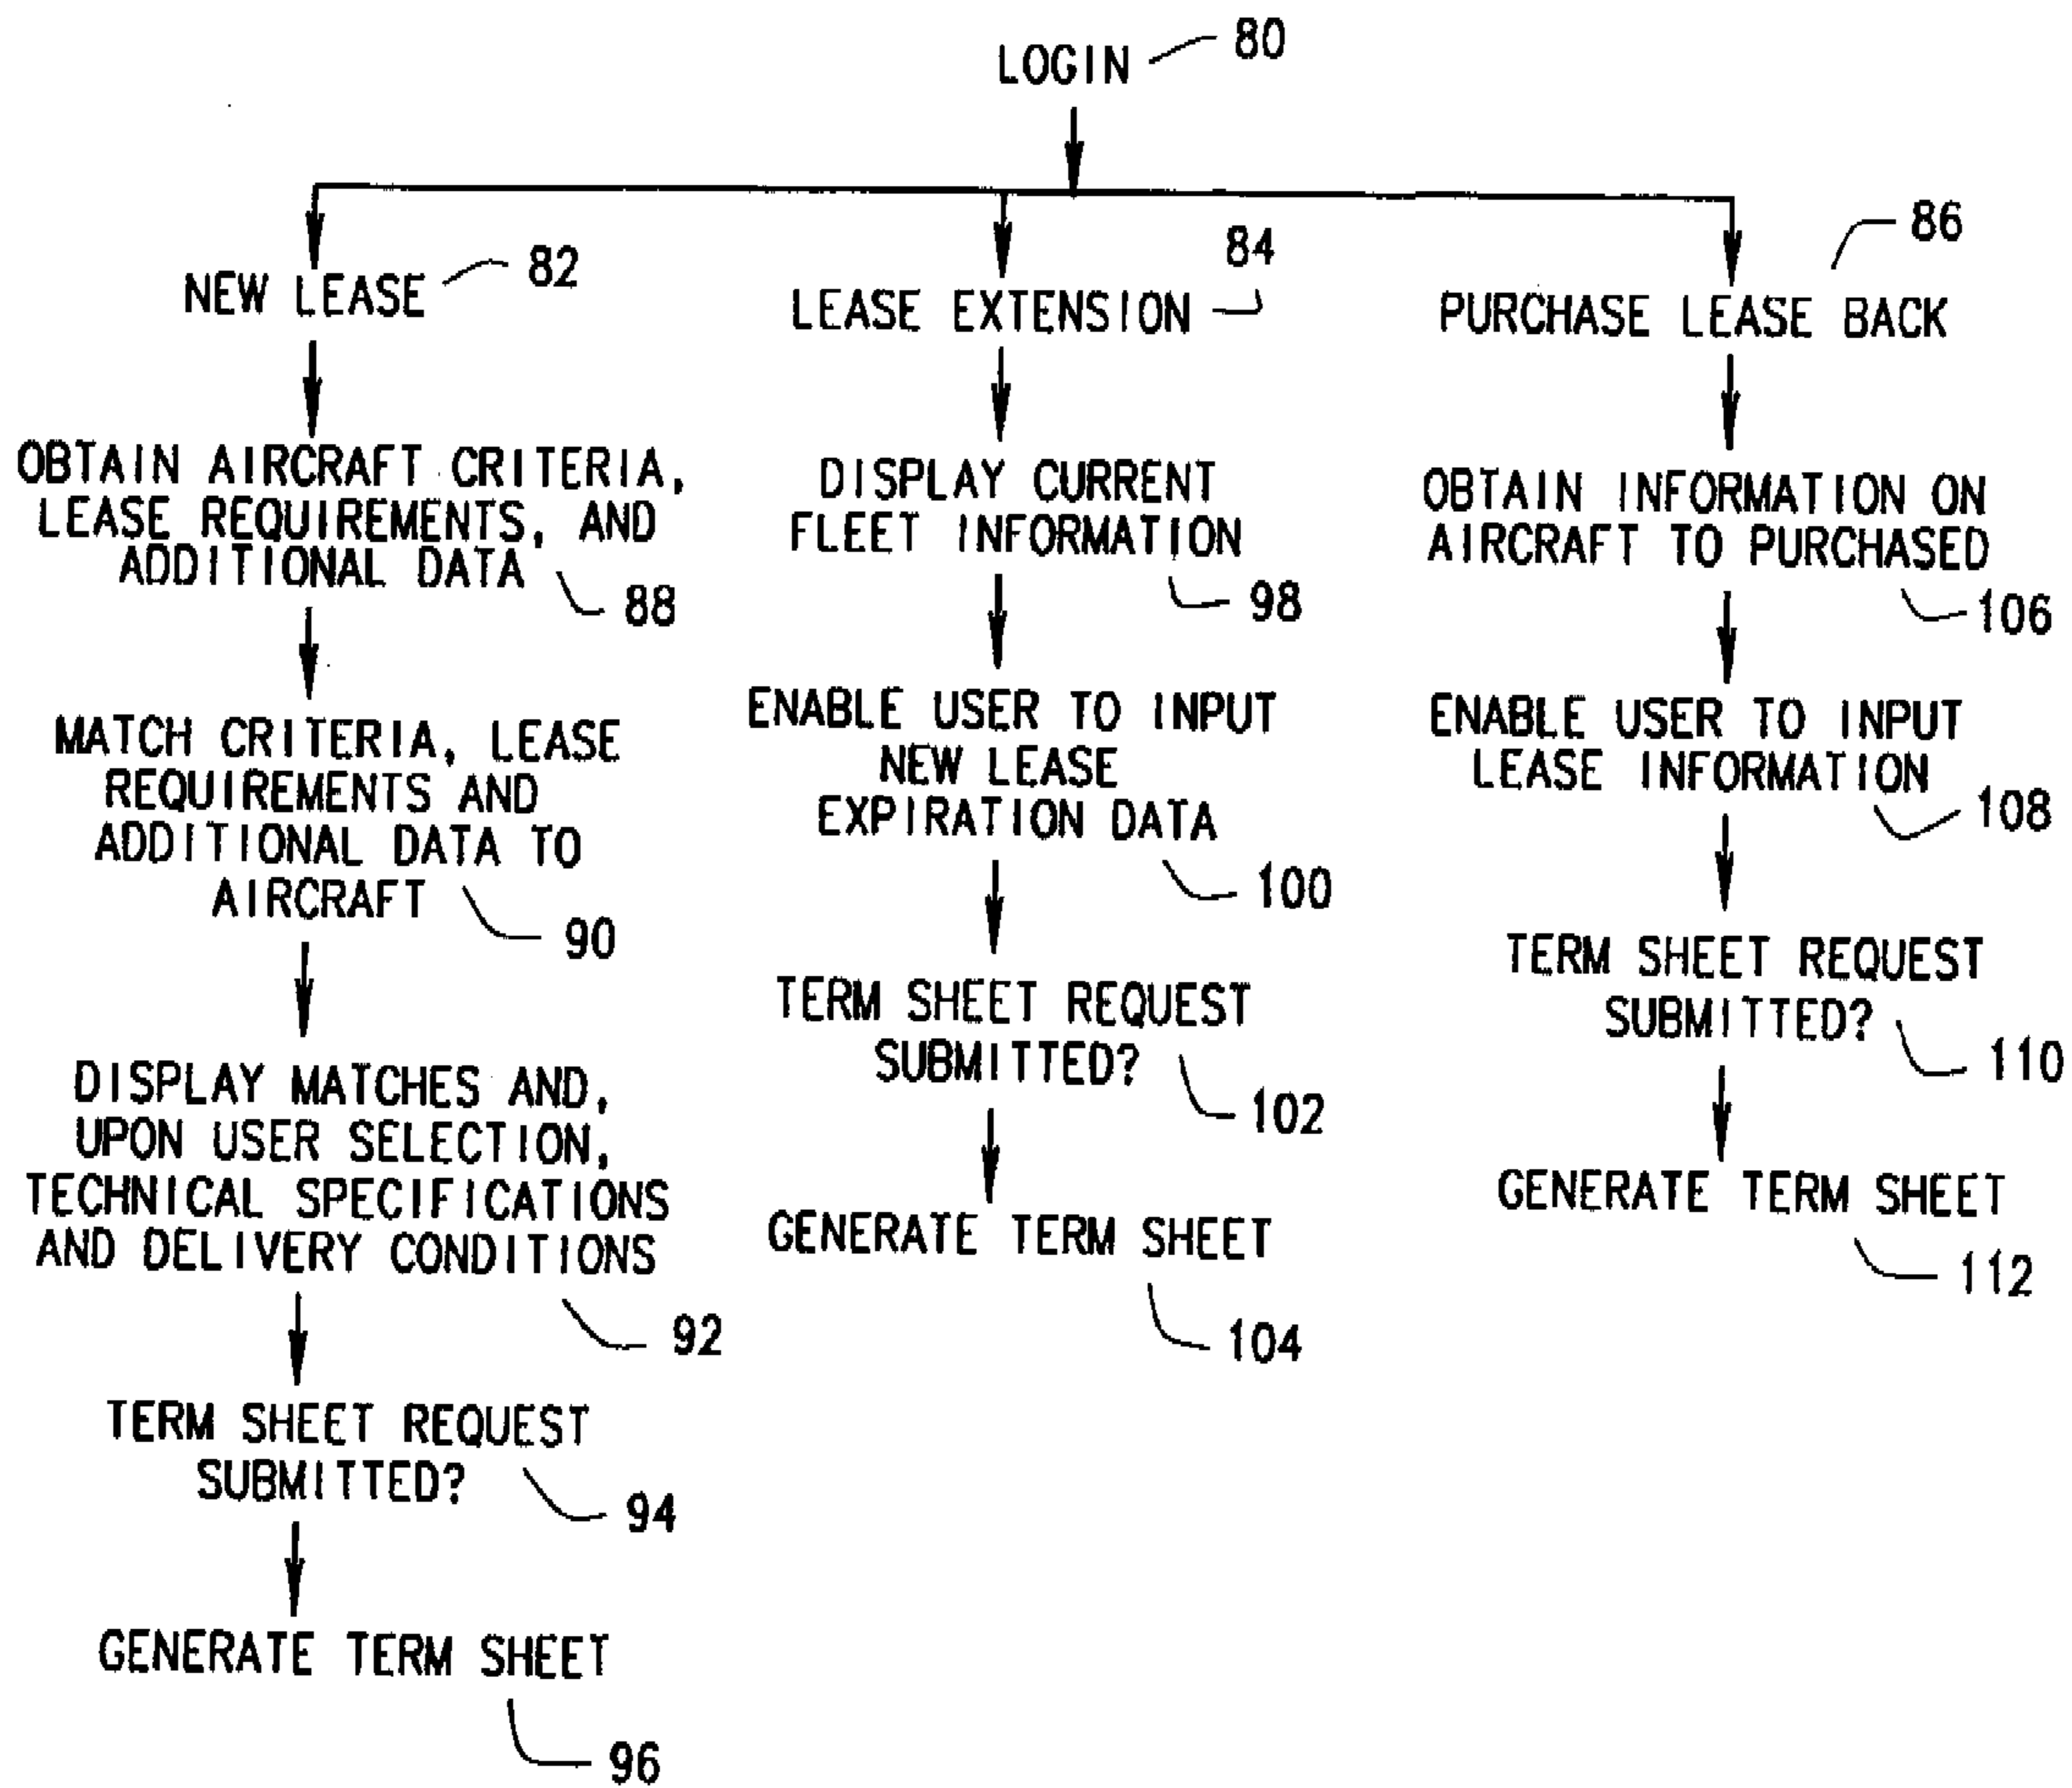 LOGIN 80
NEW LEASE 82
OBTAIN AIRCRAFT CRITERIA,
LEASE REQUIREMENTS, AND
ADDITIONAL DATA 88
MATCH CRITERIA, LEASE
REQUIREMENTS AND
ADDITIONAL DATA TO
AIRCRAFT 90
DISPLAY MATCHES AND,
UPON USER SELECTION,
TECHNICAL SPECIFICATIONS
AND DELIVERY CONDITIONS
92
TERM SHEET REQUEST
SUBMITTED? 94
GENERATE TERM SHEET
96
84
LEASE EXTENSION
DISPLAY CURRENT
FLEET INFORMATION
98
ENABLE USER TO INPUT
NEW LEASE
EXPIRATION DATA
100
TERM SHEET REQUEST
SUBMITTED?
102
GENERATE TERM SHEET
104
86
PURCHASE LEASE BACK
OBTAIN INFORMATION ON
AIRCRAFT TO PURCHASED
106
ENABLE USER TO INPUT
LEASE INFORMATION
108
TERM SHEET REQUEST
SUBMITTED?
110
GENERATE TERM SHEET
112